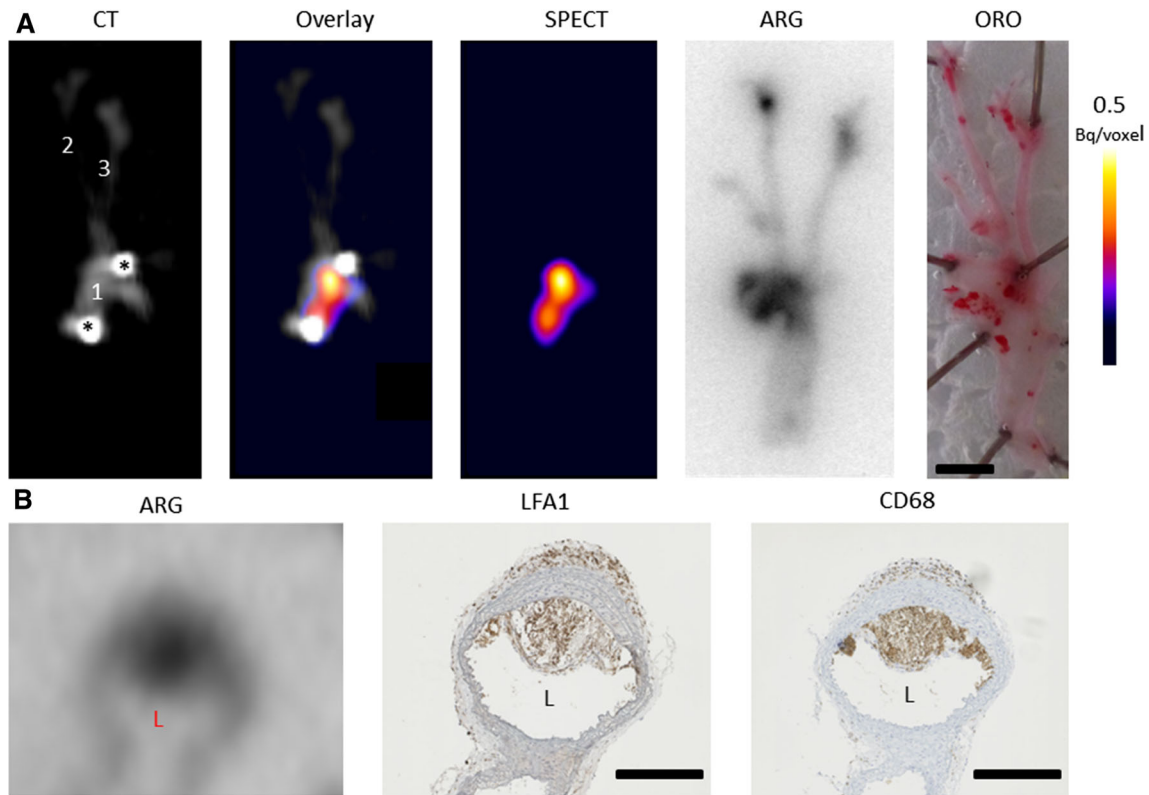 A
CT
Overlay
SPECT
ARG
ORO
2
3
*
1
*
0.5
Bq/voxel
B
ARG
LFA1
CD68
L
L
L